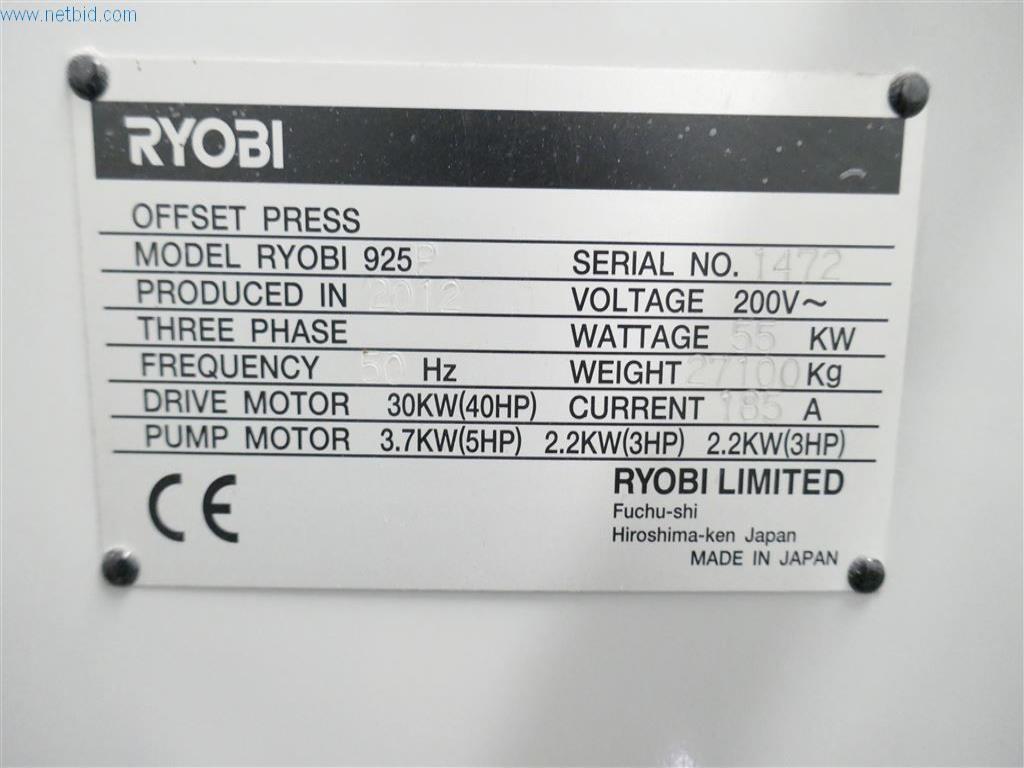 www.netbid.com
RYOBI
OFFSET PRESS
MODEL RYOBI 925P SERIAL NO. 1472
PRODUCED IN 2012 VOLTAGE 200V~
THREE PHASE WATTAGE 55 KW
FREQUENCY 50 Hz WEIGHT 27100 Kg
DRIVE MOTOR 30KW(40HP) CURRENT 185 A
PUMP MOTOR 3.7KW(5HP) 2.2KW(3HP) 2.2KW(3HP)
CE
RYOBI LIMITED
Fuchu-shi
Hiroshima-ken Japan
MADE IN JAPAN